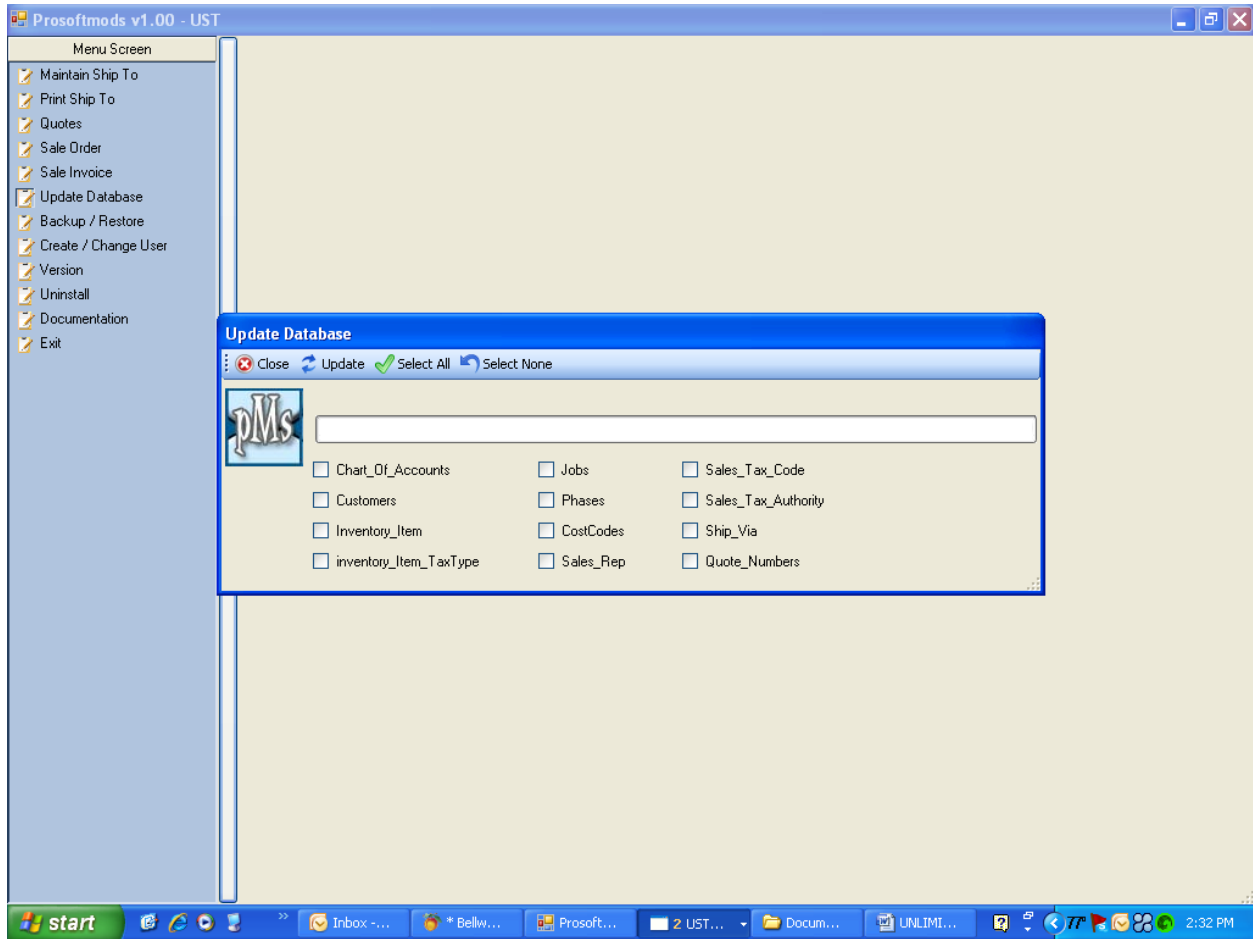 Prosoftmods v1.00 - UST
Menu Screen
Maintain Ship To
Print Ship To
Quotes
Sale Order
Sale Invoice
Update Database
Backup / Restore
Create / Change User
Version
Uninstall
Documentation
Exit
Update Database
Close Update Select All Select None
pMs
Chart_Of_Accounts Jobs Sales_Tax_Code
Customers Phases Sales_Tax_Authority
Inventory_Item CostCodes Ship_Via
inventory_Item_TaxType Sales_Rep Quote_Numbers
start Inbox -... * Bellw... Prosoft... 2 UST... Docum... UNLIMI... 77° 2:32 PM